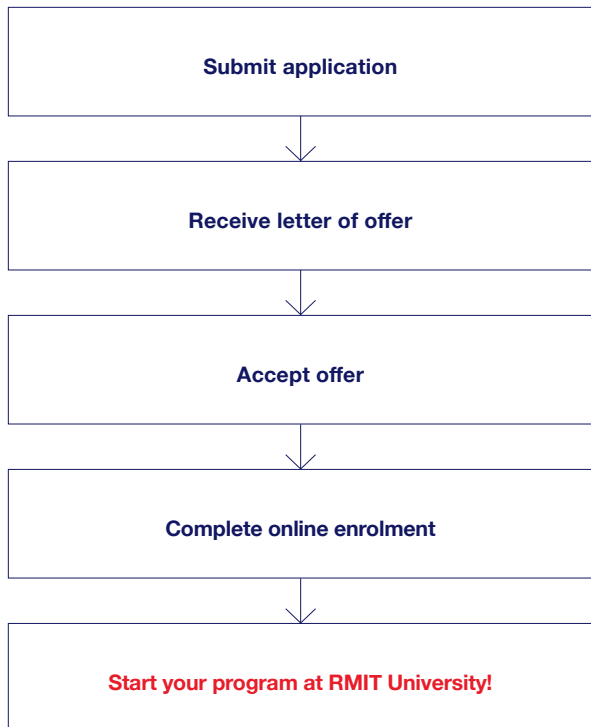 Submit application
Receive letter of offer
Accept offer
Complete online enrolment
Start your program at RMIT University!